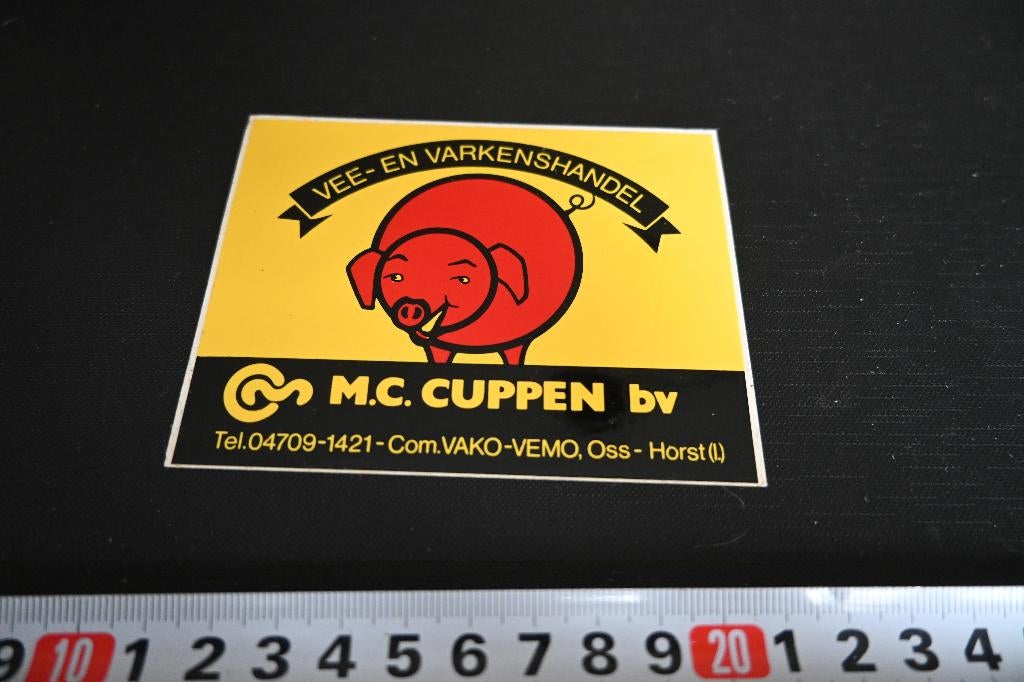 VEE- EN VARKENSHANDEL
M.C. CUPPEN bv
Tel.04709-1421 - Com.VAKO-VEMO, Oss - Horst (l.)
9 10 1 2 3 4 5 6 7 8 9 20 1 2 3 4